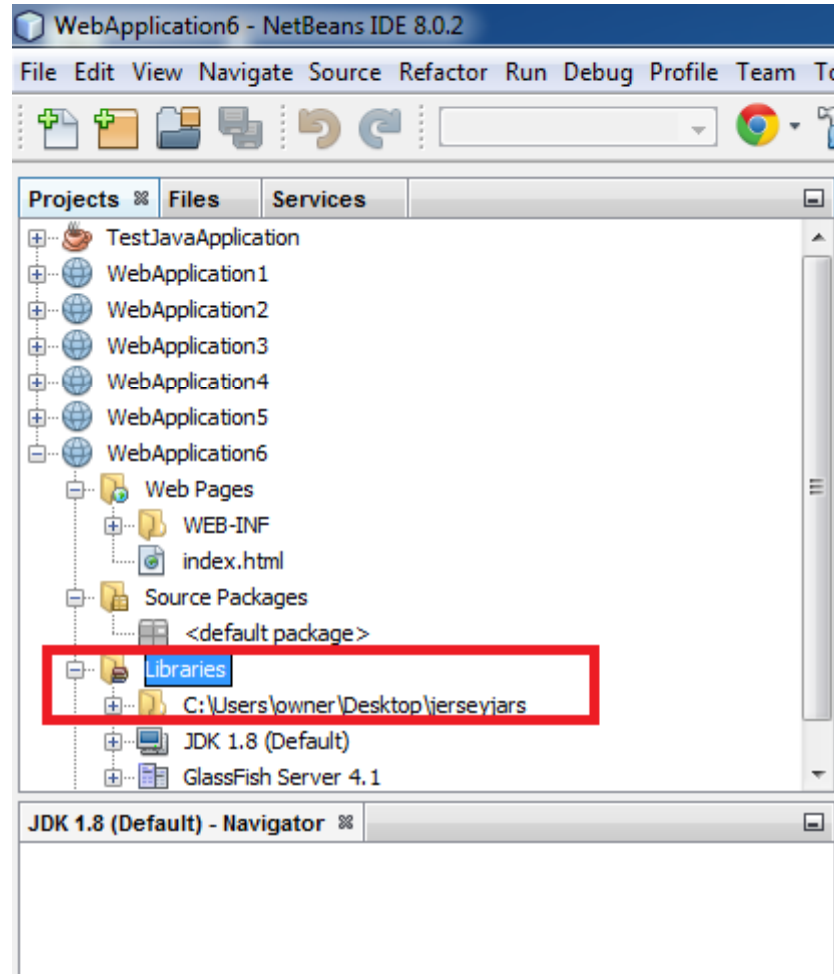 WebApplication6 - NetBeans IDE 8.0.2
File Edit View Navigate Source Refactor Run Debug Profile Team
Projects Files Services
TestJavaApplication
WebApplication1
WebApplication2
WebApplication3
WebApplication4
WebApplication5
WebApplication6
Web Pages
WEB-INF
index.html
Source Packages
<default package>
Libraries
C:\Users\owner\Desktop\jerseyjars
JDK 1.8 (Default)
GlassFish Server 4.1
JDK 1.8 (Default) - Navigator